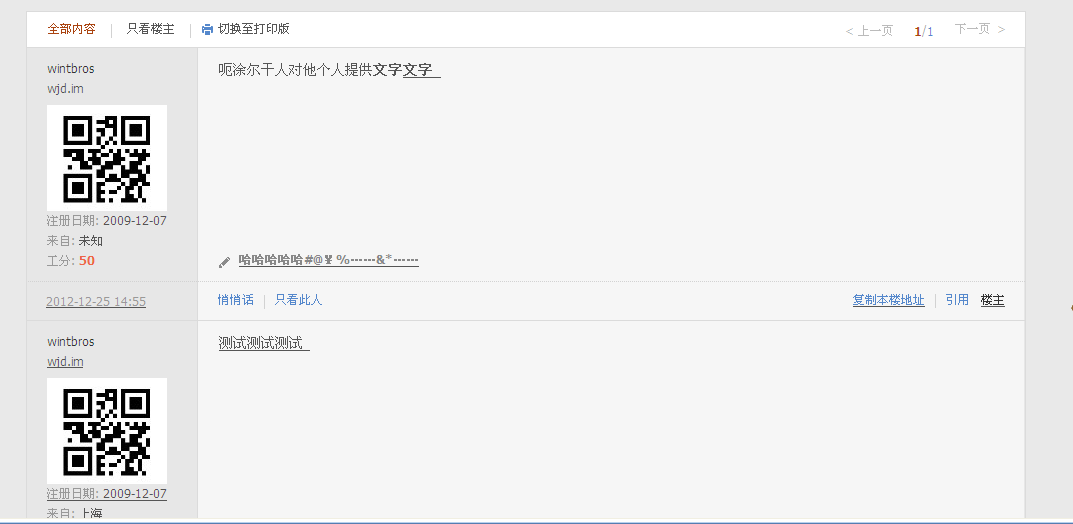 全部内容 只看楼主 切换至打印版 < 上一页 1/1 下一页 >
wintbros
wjd.im
呃涂尔干人对他个人提供文字文字
注册日期: 2009-12-07
来自: 未知
工分: 50
哈哈哈哈哈#@¥%------&*------
2012-12-25 14:55 悄悄话 只看此人 复制本楼地址 引用 楼主
wintbros
wjd.im
测试测试测试
注册日期: 2009-12-07
来自: 上海